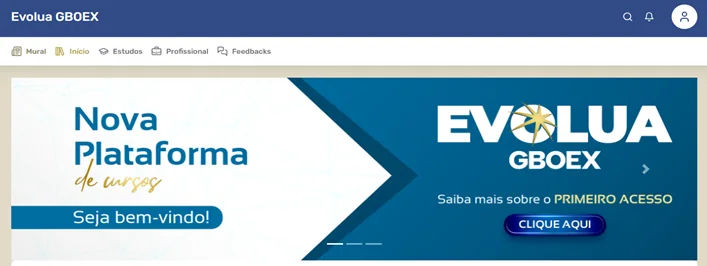 Evolua GBOEX
Mural Início Estudos Profissional Feedbacks
Nova
Plataforma
de cursos
Seja bem-vindo!
EVOLUA
GBOEX
Saiba mais sobre o PRIMEIRO ACESSO
CLIQUE AQUI